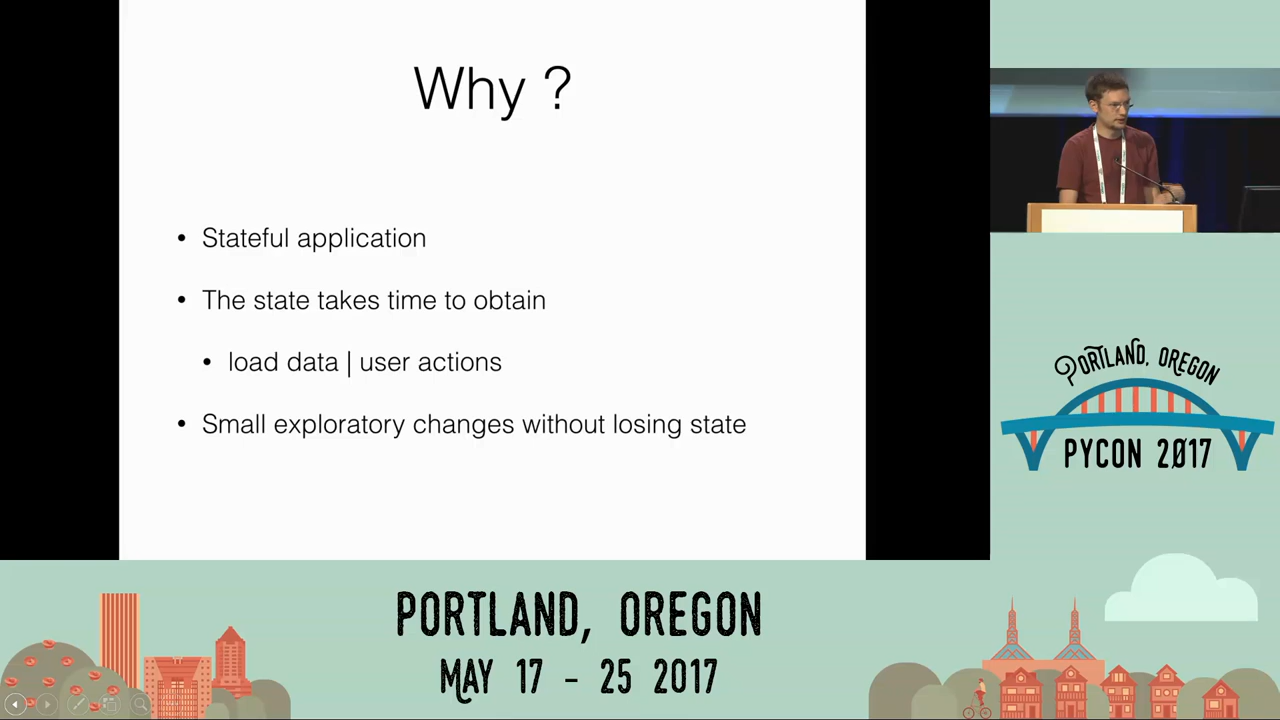 Why ?
• Stateful application
• The state takes time to obtain
• load data | user actions
• Small exploratory changes without losing state
PORTLAND, OREGON
PYCON 2017
PORTLAND, OREGON
MAY 17 - 25 2017